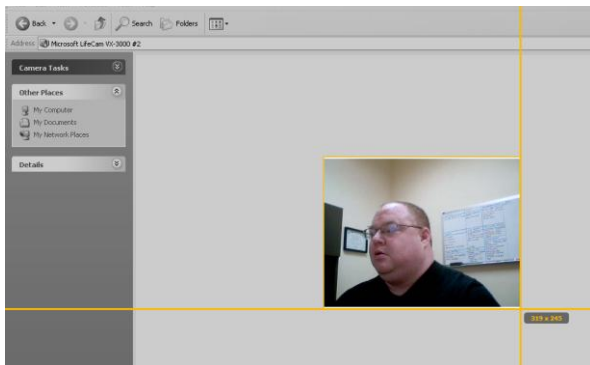 Back Search Folders
Address Microsoft LifeCam VX-3000 #2
Camera Tasks
Other Places
My Computer
My Documents
My Network Places
Details
319 x 245